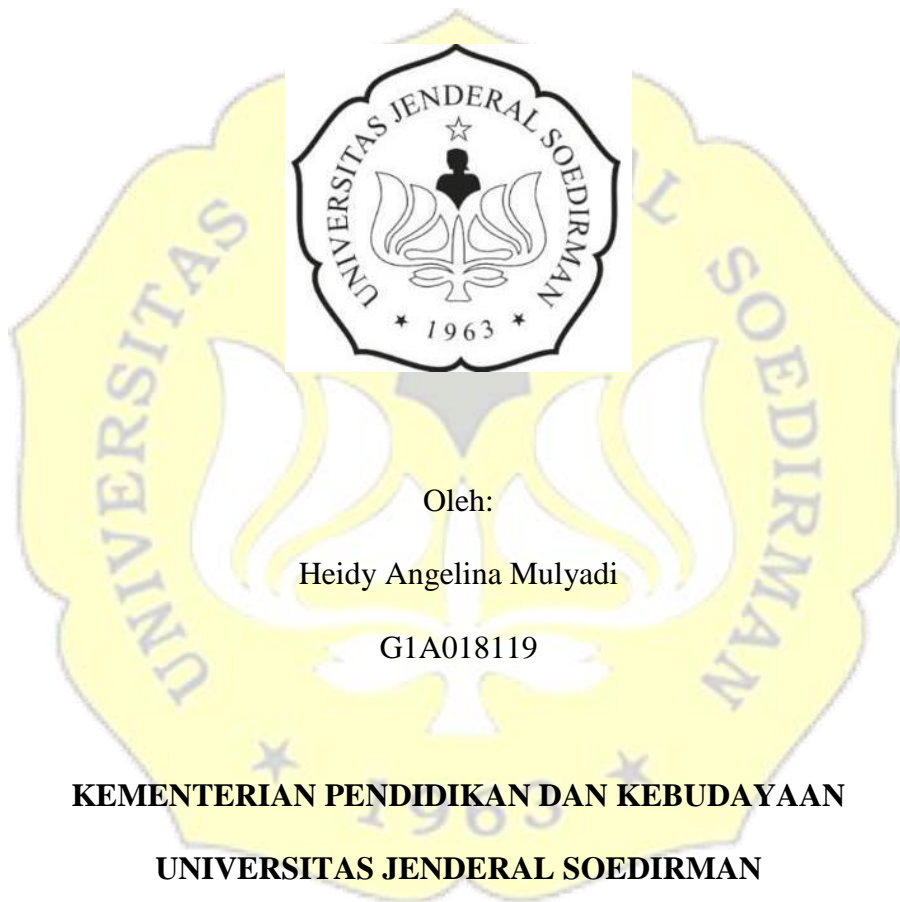 UNIVERSITAS JENDERAL SOEDIRMAN
★ 1963 ★
Oleh:
Heidy Angelina Mulyadi
G1A018119
KEMENTERIAN PENDIDIKAN DAN KEBUDAYAAN
UNIVERSITAS JENDERAL SOEDIRMAN